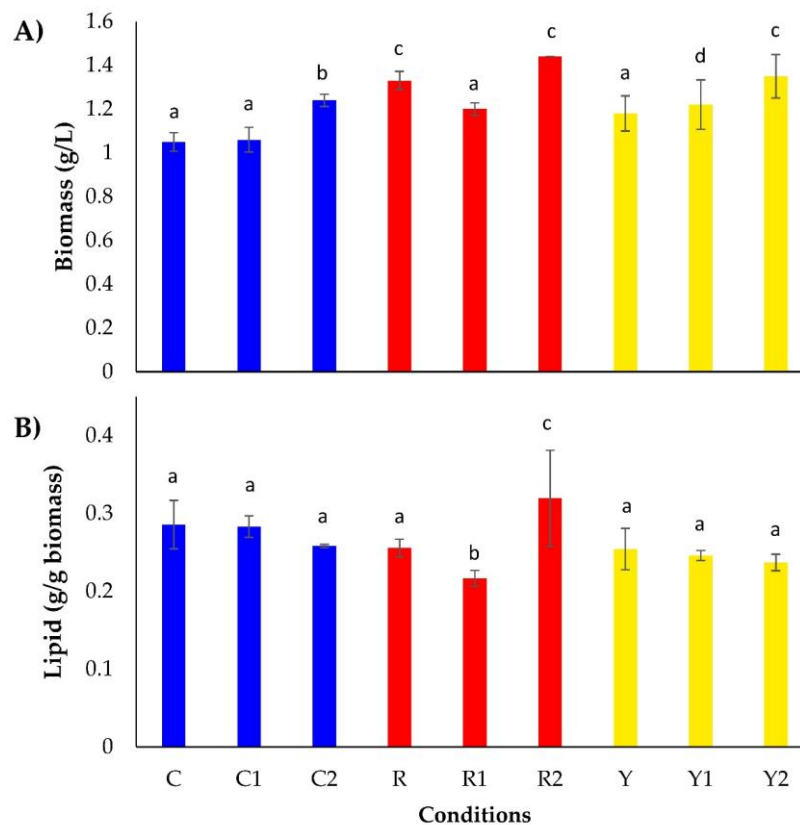 A)
Biomass (g/L)
1.6
1.4
1.2
1
0.8
0.6
0.4
0.2
0
a a b c a c a d c
B)
Lipid (g/g biomass)
0.4
0.3
0.2
0.1
0
a a a a b c a a a
C C1 C2 R R1 R2 Y Y1 Y2
Conditions